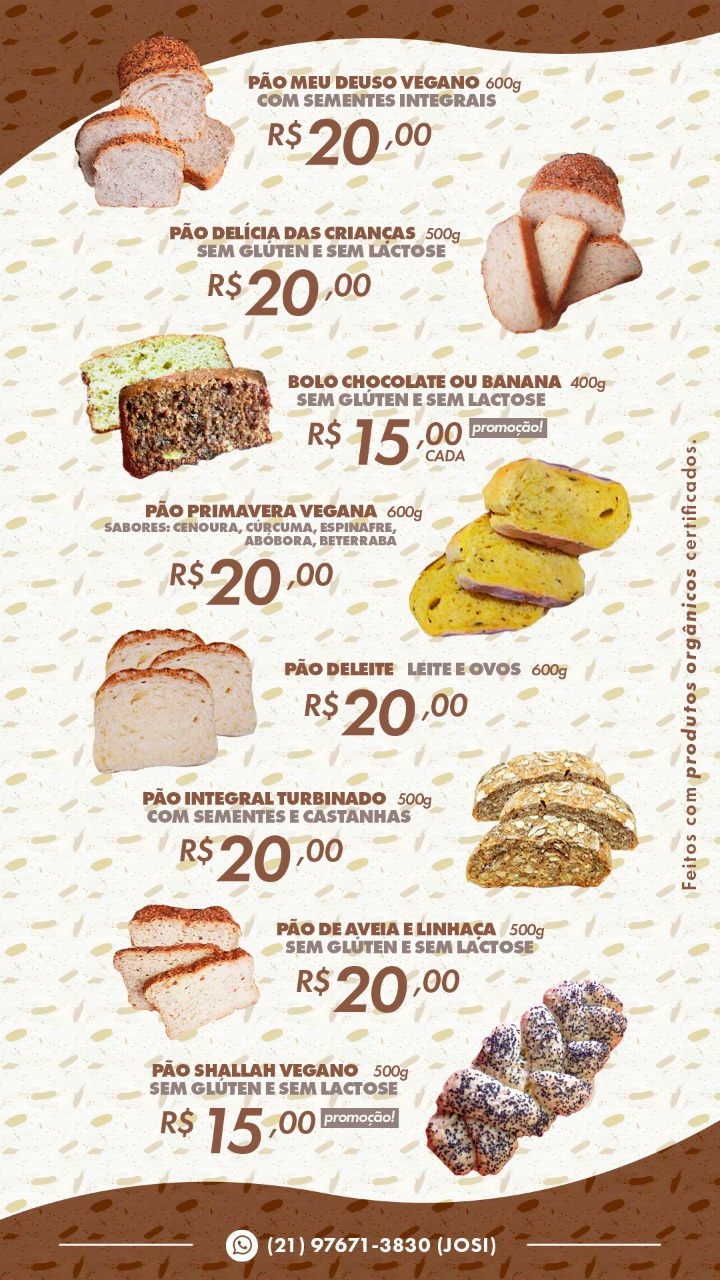 PÃO MEU DEUSO VEGANO 600g
COM SEMENTES INTEGRAIS
R$20,00
PÃO DELÍCIA DAS CRIANÇAS 500g
SEM GLÚTEN E SEM LACTOSE
R$20,00
BOLO CHOCOLATE OU BANANA 400g
SEM GLÚTEN E SEM LACTOSE
R$ 15,00 promoção!
CADA
PÃO PRIMAVERA VEGANA 600g
SABORES: CENOURA, CÚRCUMA, ESPINAFRE,
ABÓBORA, BETERRABA
R$20,00
PÃO DELEITE LEITE E OVOS 600g
R$20,00
PÃO INTEGRAL TURBINADO 500g
COM SEMENTES E CASTANHAS
R$20,00
PÃO DE AVEIA E LINHAÇA 500g
SEM GLÚTEN E SEM LACTOSE
R$20,00
PÃO SHALLAH VEGANO 500g
SEM GLÚTEN E SEM LACTOSE
R$ 15,00 promoção!
Feitos com produtos orgânicos certificados.
(21) 97671-3830 (JOSI)